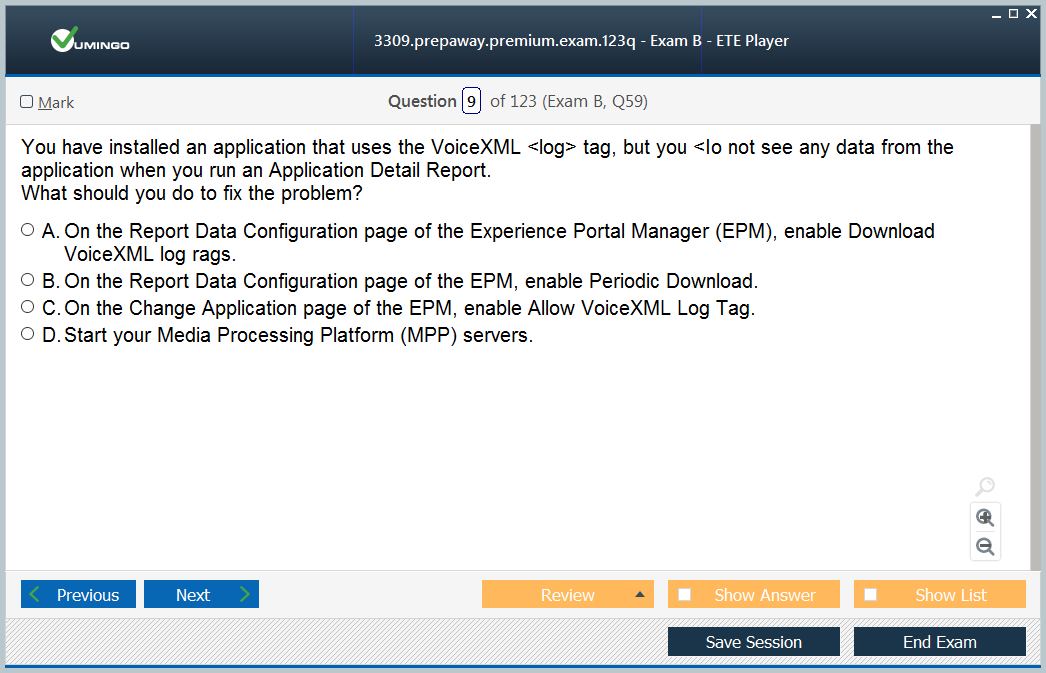 VUMINGO
3309.prepaway.premium.exam.123q - Exam B - ETE Player
Mark
Question 9 of 123 (Exam B, Q59)
You have installed an application that uses the VoiceXML <log> tag, but you <lo not see any data from the
application when you run an Application Detail Report.
What should you do to fix the problem?
A. On the Report Data Configuration page of the Experience Portal Manager (EPM), enable Download
VoiceXML log rags.
B. On the Report Data Configuration page of the EPM, enable Periodic Download.
C. On the Change Application page of the EPM, enable Allow VoiceXML Log Tag.
D. Start your Media Processing Platform (MPP) servers.
Previous Next Review Show Answer Show List
Save Session End Exam